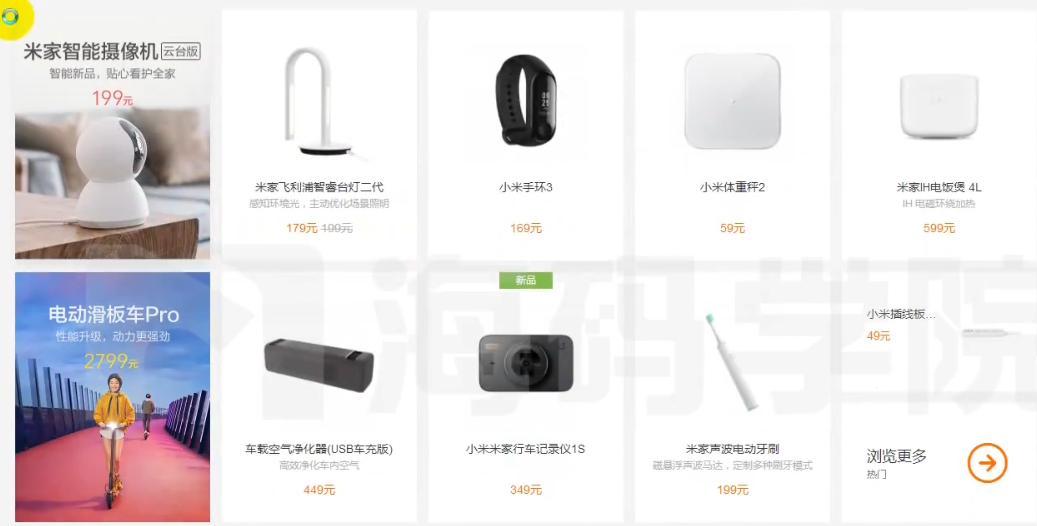 米家智能摄像机 云台版
智能新品，贴心看护全家
199元
米家飞利浦智睿台灯二代
感知环境光，主动优化场景照明
179元 199元
小米手环3
169元
小米体重秤2
59元
米家IH电饭煲 4L
IH 电磁环绕加热
599元
电动滑板车Pro
性能升级，动力更强劲
2799元
车载空气净化器(USB车充版)
高效净化车内空气
449元
新品
小米米家行车记录仪1S
349元
米家声波电动牙刷
磁悬浮声波马达，定制多种刷牙模式
199元
小米插线板...
49元
浏览更多
热门
海码学院